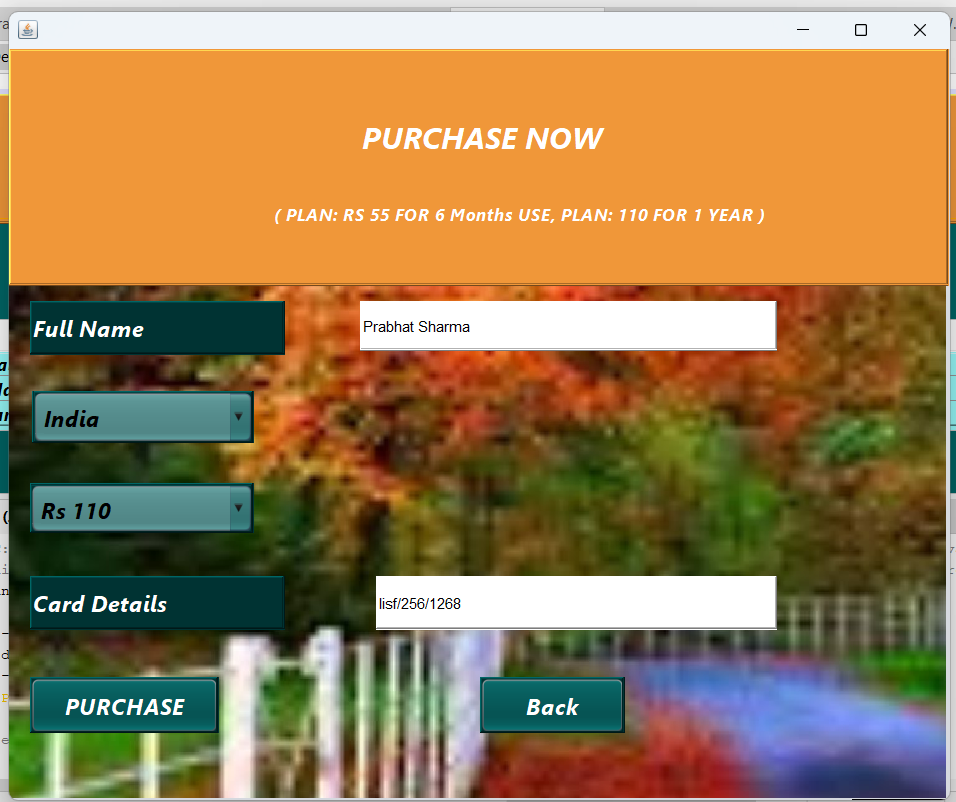 PURCHASE NOW
( PLAN: RS 55 FOR 6 Months USE, PLAN: 110 FOR 1 YEAR )
Full Name
Prabhat Sharma
India
Rs 110
Card Details
lisf/256/1268
PURCHASE
Back